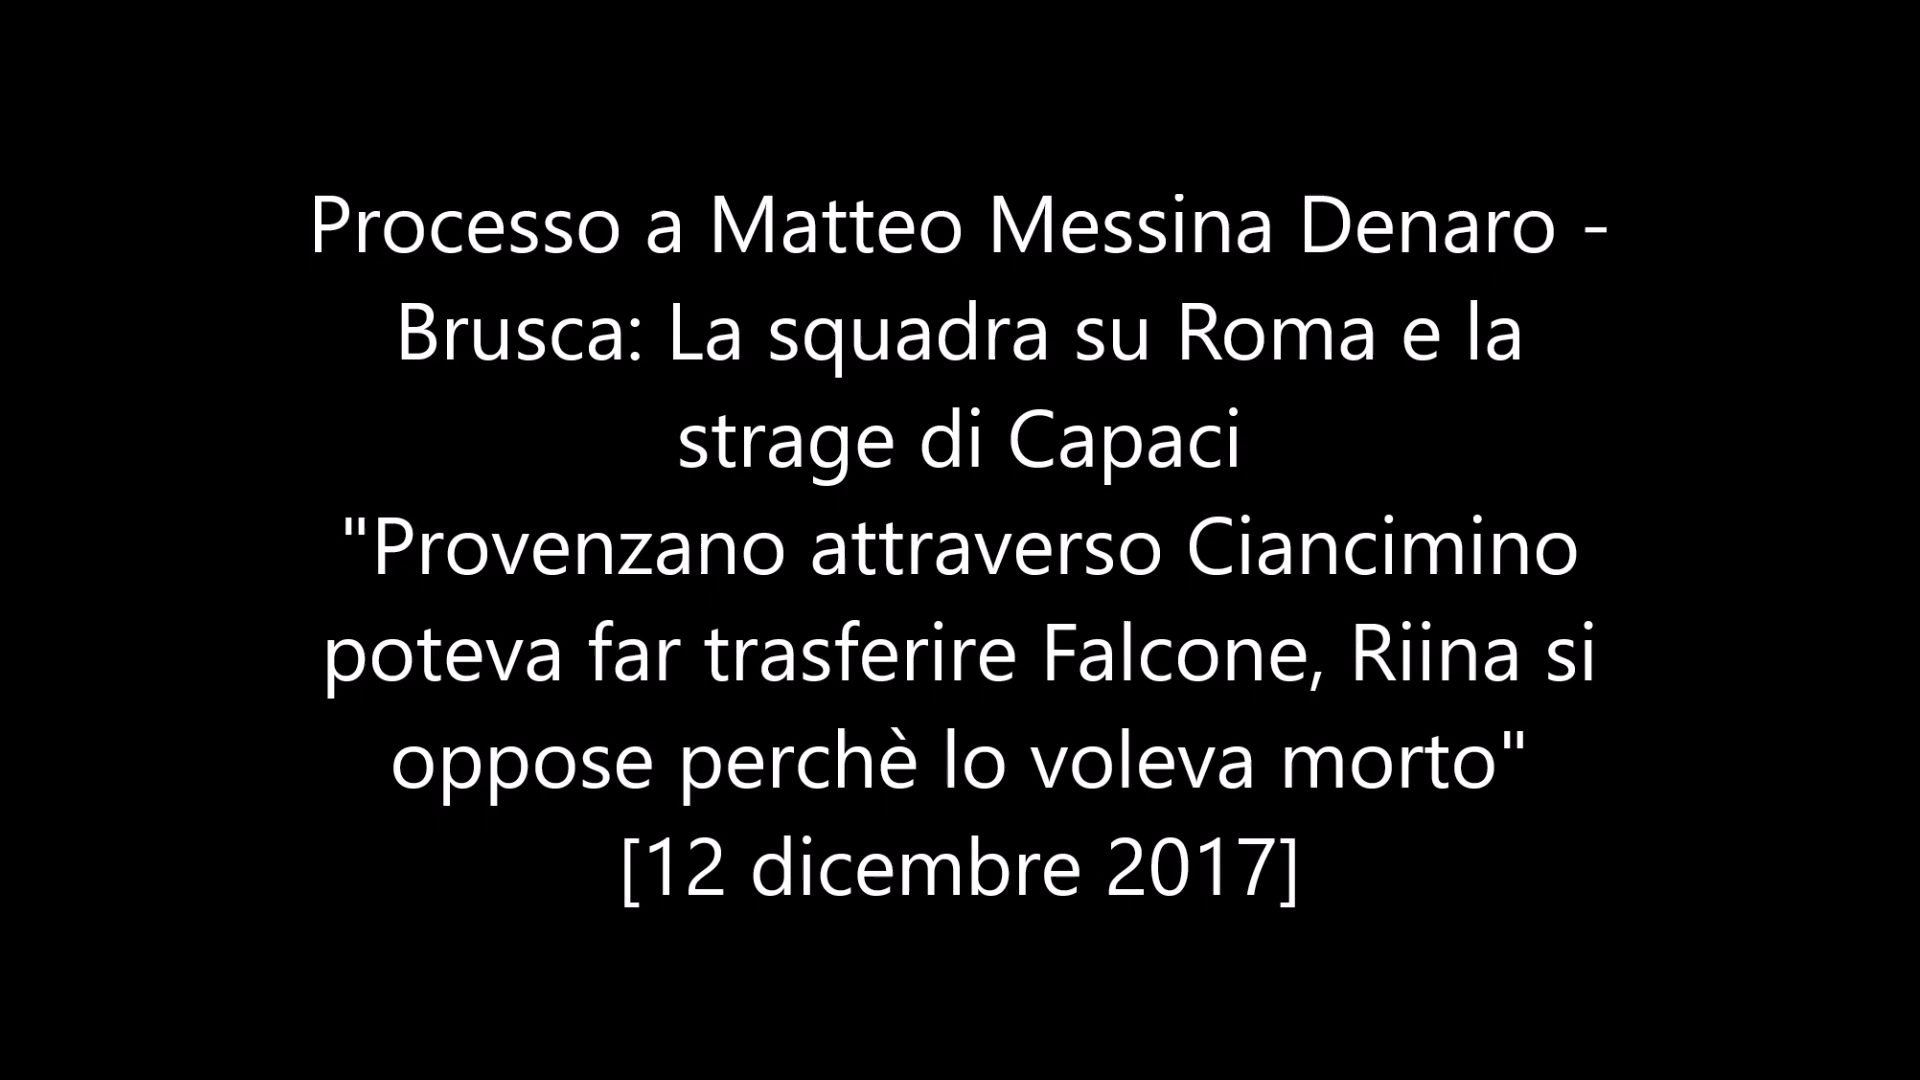 Processo a Matteo Messina Denaro -
Brusca: La squadra su Roma e la
strage di Capaci
"Provenzano attraverso Ciancimino
poteva far trasferire Falcone, Riina si
oppose perchè lo voleva morto"
[12 dicembre 2017]